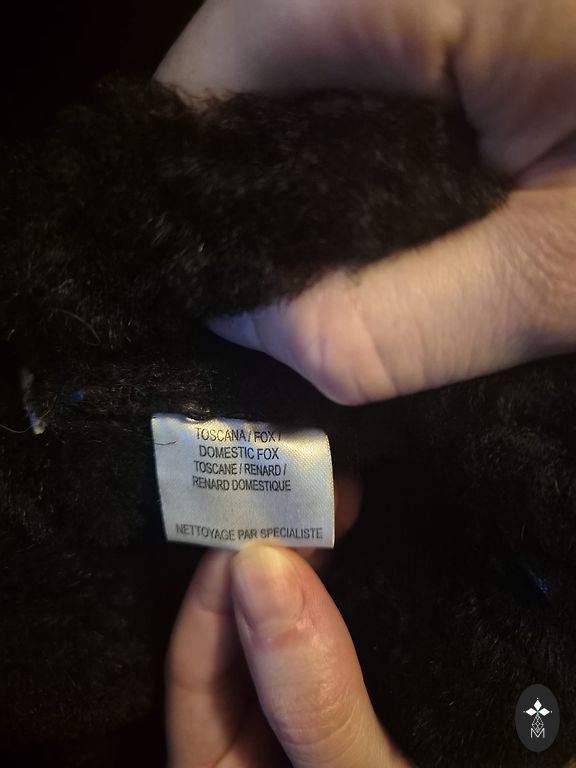 TOSCANA / FOX /
DOMESTIC FOX
TOSCANE / RENARD /
RENARD DOMESTIQUE
NETTOYAGE PAR SPECIALISTE
M